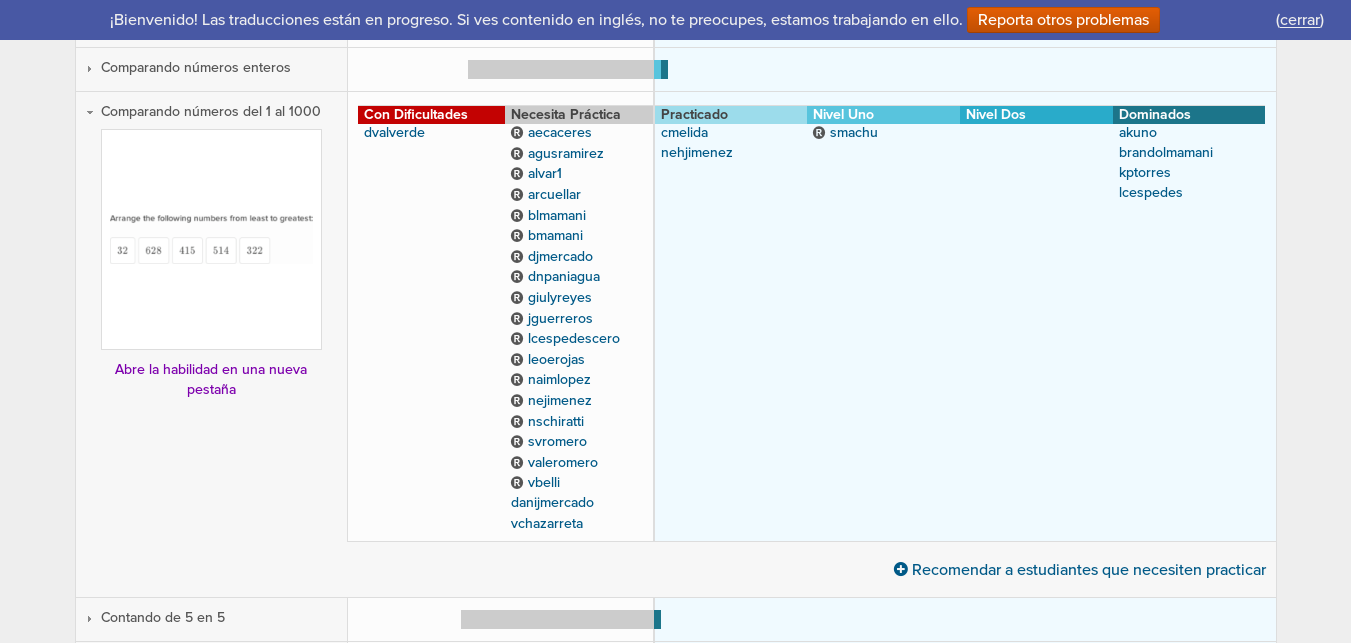 ¡Bienvenido! Las traducciones están en progreso. Si ves contenido en inglés, no te preocupes, estamos trabajando en ello. Reporta otros problemas (cerrar)
Comparando números enteros
Comparando números del 1 al 1000
Arrange the following numbers from least to greatest:
32 628 415 514 322
Abre la habilidad en una nueva
pestaña
Con Dificultades
dvalverde
Necesita Práctica
R aecaceres
R agusramirez
R alvar1
R arcuellar
R blmamani
R bmamani
R djmercado
R dnpaniagua
R giulyreyes
R jguerreros
R lcespedescero
R leoerojas
R naimlopez
R nejimenez
R nschiratti
R svromero
R valeromero
R vbelli
danijmercado
vchazarreta
Practicado
cmelida
nehjimenez
Nivel Uno
R smachu
Nivel Dos
Dominados
akuno
brandolmamani
kptorres
lcespedes
Recomendar a estudiantes que necesiten practicar
Contando de 5 en 5